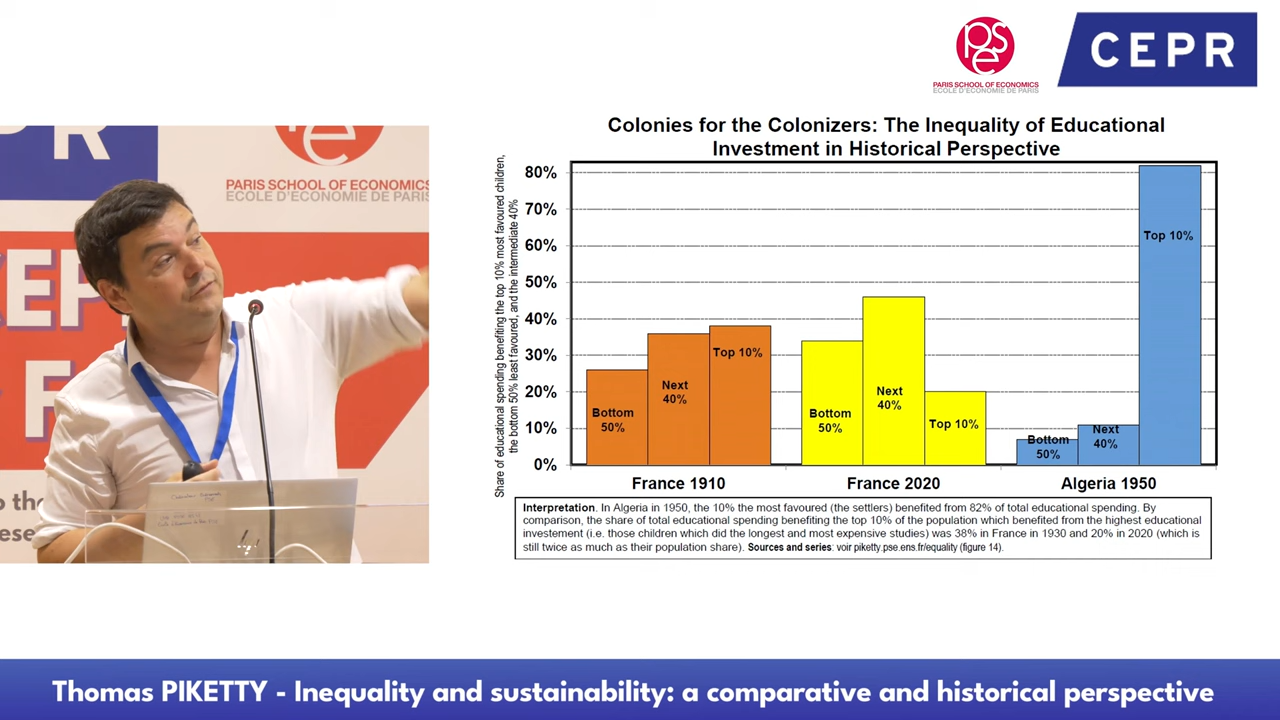 pse
PARIS SCHOOL OF ECONOMICS
ECOLE D'ECONOMIE DE PARIS
CEPR
PR
e
PARIS SCHOOL OF ECONOMICS
ECOLE D'ECONOMIE DE PARIS
Colonies for the Colonizers: The Inequality of Educational
Investment in Historical Perspective
Share of educational spending benefiting the top 10% most favoured children,
the bottom 50% least favoured, and the intermediate 40%
80%
70%
60%
50%
40%
30%
20%
10%
0%
Bottom
50%
Next
40%
Top 10%
Bottom
50%
Next
40%
Top 10%
Bottom
50%
Next
40%
Top 10%
France 1910
France 2020
Algeria 1950
Interpretation. In Algeria in 1950, the 10% the most favoured (the settlers) benefited from 82% of total educational spending. By
comparison, the share of total educational spending benefiting the top 10% of the population which benefited from the highest educational
investement (i.e. those children which did the longest and most expensive studies) was 38% in France in 1930 and 20% in 2020 (which is
still twice as much as their population share). Sources and series: voir piketty.pse.ens.fr/equality (figure 14).
Thomas PIKETTY - Inequality and sustainability: a comparative and historical perspective